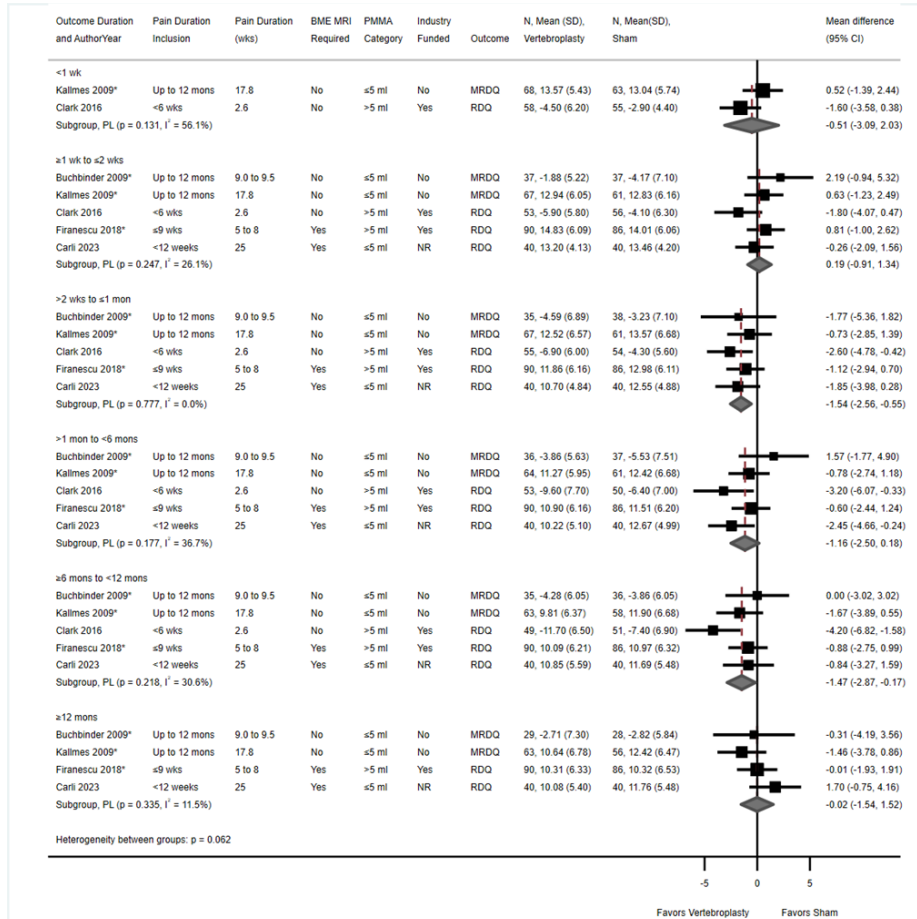 Outcome Duration and AuthorYear Pain Duration Inclusion Pain Duration (wks) BME MRI Required PMMA Category Industry Funded Outcome N, Mean (SD), Vertebroplasty N, Mean(SD), Sham Mean difference (95% CI)
<1 wk
Kallmes 2009* Up to 12 mons 17.8 No ≤5 ml No MRDQ 68, 13.57 (5.43) 63, 13.04 (5.74) 0.52 (-1.39, 2.44)
Clark 2016 <6 wks 2.6 No >5 ml Yes RDQ 58, -4.50 (6.20) 55, -2.90 (4.40) -1.60 (-3.58, 0.38)
Subgroup, PL (p = 0.131, I² = 56.1%) -0.51 (-3.09, 2.03)
≥1 wk to ≤2 wks
Buchbinder 2009* Up to 12 mons 9.0 to 9.5 No ≤5 ml No MRDQ 37, -1.88 (5.22) 37, -4.17 (7.10) 2.19 (-0.94, 5.32)
Kallmes 2009* Up to 12 mons 17.8 No ≤5 ml No MRDQ 67, 12.94 (6.05) 61, 12.83 (6.16) 0.63 (-1.23, 2.49)
Clark 2016 <6 wks 2.6 No >5 ml Yes RDQ 53, -5.90 (5.80) 56, -4.10 (6.30) -1.80 (-4.07, 0.47)
Firanescu 2018* ≤9 wks 5 to 8 Yes >5 ml Yes RDQ 90, 14.83 (6.09) 86, 14.01 (6.06) 0.81 (-1.00, 2.62)
Carli 2023 <12 weeks 25 Yes ≤5 ml NR RDQ 40, 13.20 (4.13) 40, 13.46 (4.20) -0.26 (-2.09, 1.56)
Subgroup, PL (p = 0.247, I² = 26.1%) 0.19 (-0.91, 1.34)
>2 wks to ≤1 mon
Buchbinder 2009* Up to 12 mons 9.0 to 9.5 No ≤5 ml No MRDQ 35, -4.59 (6.89) 38, -3.23 (7.10) -1.77 (-5.36, 1.82)
Kallmes 2009* Up to 12 mons 17.8 No ≤5 ml No MRDQ 67, 12.52 (6.57) 61, 13.57 (6.68) -0.73 (-2.85, 1.39)
Clark 2016 <6 wks 2.6 No >5 ml Yes RDQ 55, -6.90 (6.00) 54, -4.30 (5.60) -2.60 (-4.78, -0.42)
Firanescu 2018* ≤9 wks 5 to 8 Yes >5 ml Yes RDQ 90, 11.86 (6.16) 86, 12.98 (6.11) -1.12 (-2.94, 0.70)
Carli 2023 <12 weeks 25 Yes ≤5 ml NR RDQ 40, 10.70 (4.84) 40, 12.55 (4.88) -1.85 (-3.98, 0.28)
Subgroup, PL (p = 0.777, I² = 0.0%) -1.54 (-2.56, -0.55)
>1 mon to <6 mons
Buchbinder 2009* Up to 12 mons 9.0 to 9.5 No ≤5 ml No MRDQ 36, -3.86 (5.63) 37, -5.53 (7.51) 1.57 (-1.77, 4.90)
Kallmes 2009* Up to 12 mons 17.8 No ≤5 ml No MRDQ 64, 11.27 (5.95) 61, 12.42 (6.68) -0.78 (-2.74, 1.18)
Clark 2016 <6 wks 2.6 No >5 ml Yes RDQ 53, -9.60 (7.70) 50, -6.40 (7.00) -3.20 (-6.07, -0.33)
Firanescu 2018* ≤9 wks 5 to 8 Yes >5 ml Yes RDQ 90, 10.90 (6.16) 86, 11.51 (6.20) -0.60 (-2.44, 1.24)
Carli 2023 <12 weeks 25 Yes ≤5 ml NR RDQ 40, 10.22 (5.10) 40, 12.67 (4.99) -2.45 (-4.66, -0.24)
Subgroup, PL (p = 0.177, I² = 36.7%) -1.16 (-2.50, 0.18)
≥6 mons to <12 mons
Buchbinder 2009* Up to 12 mons 9.0 to 9.5 No ≤5 ml No MRDQ 35, -4.28 (6.05) 36, -3.86 (6.05) 0.00 (-3.02, 3.02)
Kallmes 2009* Up to 12 mons 17.8 No ≤5 ml No MRDQ 63, 9.81 (6.37) 58, 11.90 (6.68) -1.67 (-3.89, 0.55)
Clark 2016 <6 wks 2.6 No >5 ml Yes RDQ 49, -11.70 (6.50) 51, -7.40 (6.90) -4.20 (-6.82, -1.58)
Firanescu 2018* ≤9 wks 5 to 8 Yes >5 ml Yes RDQ 90, 10.09 (6.21) 86, 10.97 (6.32) -0.88 (-2.75, 0.99)
Carli 2023 <12 weeks 25 Yes ≤5 ml NR RDQ 40, 10.85 (5.59) 40, 11.69 (5.48) -0.84 (-3.27, 1.59)
Subgroup, PL (p = 0.218, I² = 30.6%) -1.47 (-2.87, -0.17)
≥12 mons
Buchbinder 2009* Up to 12 mons 9.0 to 9.5 No ≤5 ml No MRDQ 29, -2.71 (7.30) 28, -2.82 (5.84) -0.31 (-4.19, 3.56)
Kallmes 2009* Up to 12 mons 17.8 No ≤5 ml No MRDQ 63, 10.64 (6.78) 56, 12.42 (6.47) -1.46 (-3.78, 0.86)
Firanescu 2018* ≤9 wks 5 to 8 Yes >5 ml Yes RDQ 90, 10.31 (6.33) 86, 10.32 (6.53) -0.01 (-1.93, 1.91)
Carli 2023 <12 weeks 25 Yes ≤5 ml NR RDQ 40, 10.08 (5.40) 40, 11.76 (5.48) 1.70 (-0.75, 4.16)
Subgroup, PL (p = 0.335, I² = 11.5%) -0.02 (-1.54, 1.52)
Heterogeneity between groups: p = 0.062
-5 0 5
Favors Vertebroplasty Favors Sham